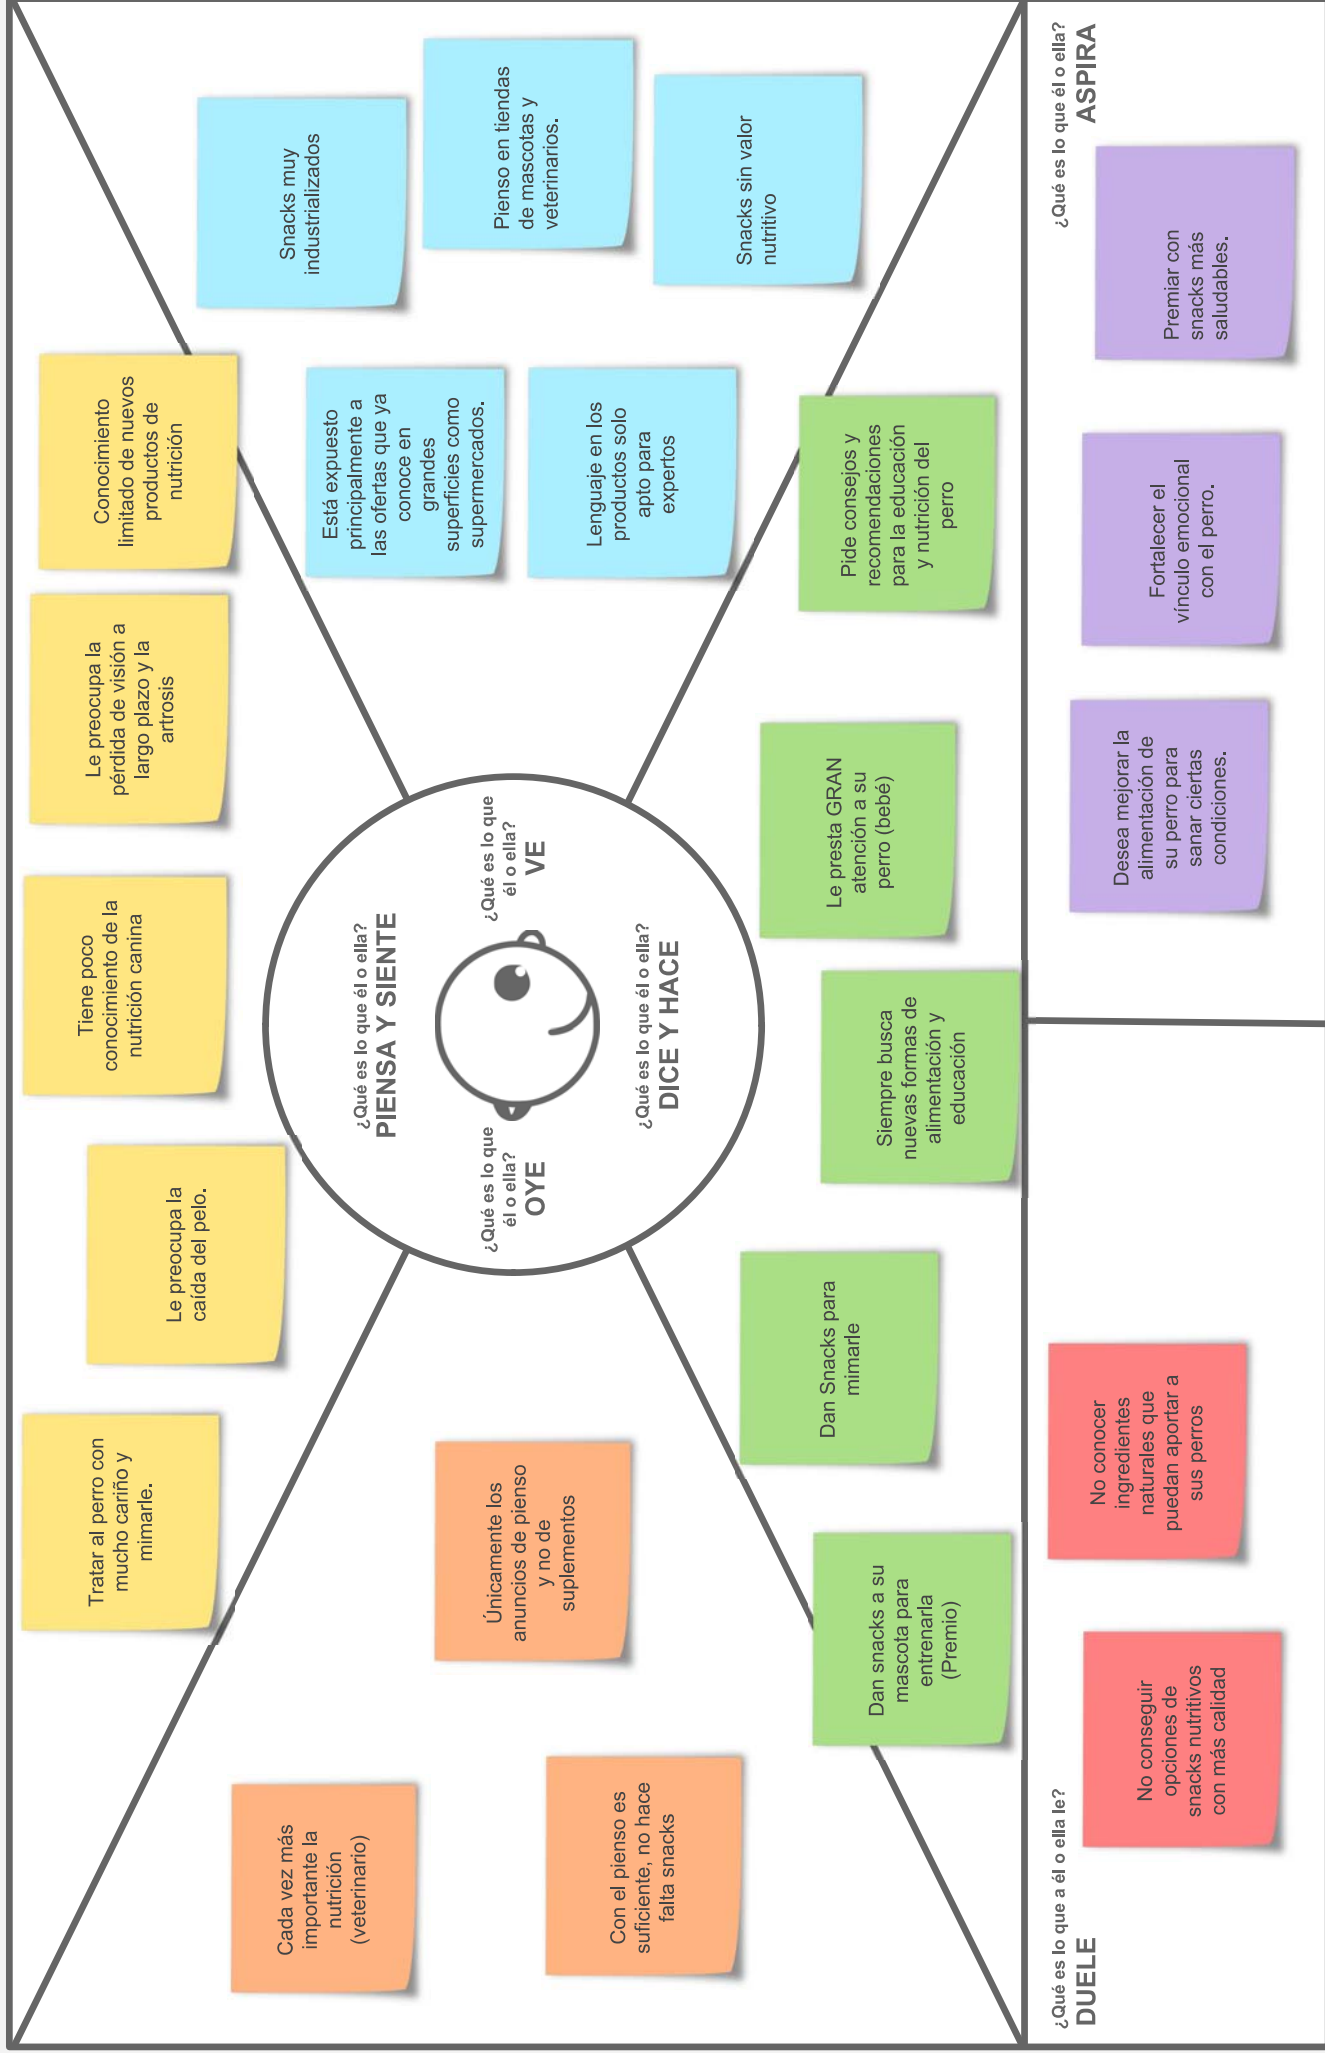 Tratar al perro con
mucho cariño y
mimarle.
Le preocupa la
caída del pelo.
Tiene poco
conocimiento de la
nutrición canina
Le preocupa la
pérdida de visión a
largo plazo y la
artrosis
Conocimiento
limitado de nuevos
productos de
nutrición
Cada vez más
importante la
nutrición
(veterinario)
Únicamente los
anuncios de pienso
y no de
suplementos
Con el pienso es
suficiente, no hace
falta snacks
¿Qué es lo que él o ella?
PIENSA Y SIENTE
¿Qué es lo que
él o ella?
OYE
¿Qué es lo que
él o ella?
VE
¿Qué es lo que él o ella?
DICE Y HACE
Está expuesto
principalmente a
las ofertas que ya
conoce en
grandes
superficies como
supermercados.
Snacks muy
industrializados
Pienso en tiendas
de mascotas y
veterinarios.
Lenguaje en los
productos solo
apto para
expertos
Snacks sin valor
nutritivo
Dan snacks a su
mascota para
entrenarla
(Premio)
Dan Snacks para
mimarle
Siempre busca
nuevas formas de
alimentación y
educación
Le presta GRAN
atención a su
perro (bebé)
Pide consejos y
recomendaciones
para la educación
y nutrición del
perro
¿Qué es lo que a él o ella le?
DUELE
No conseguir
opciones de
snacks nutritivos
con más calidad
No conocer
ingredientes
naturales que
puedan aportar a
sus perros
¿Qué es lo que él o ella?
ASPIRA
Desea mejorar la
alimentación de
su perro para
sanar ciertas
condiciones.
Fortalecer el
vínculo emocional
con el perro.
Premiar con
snacks más
saludables.